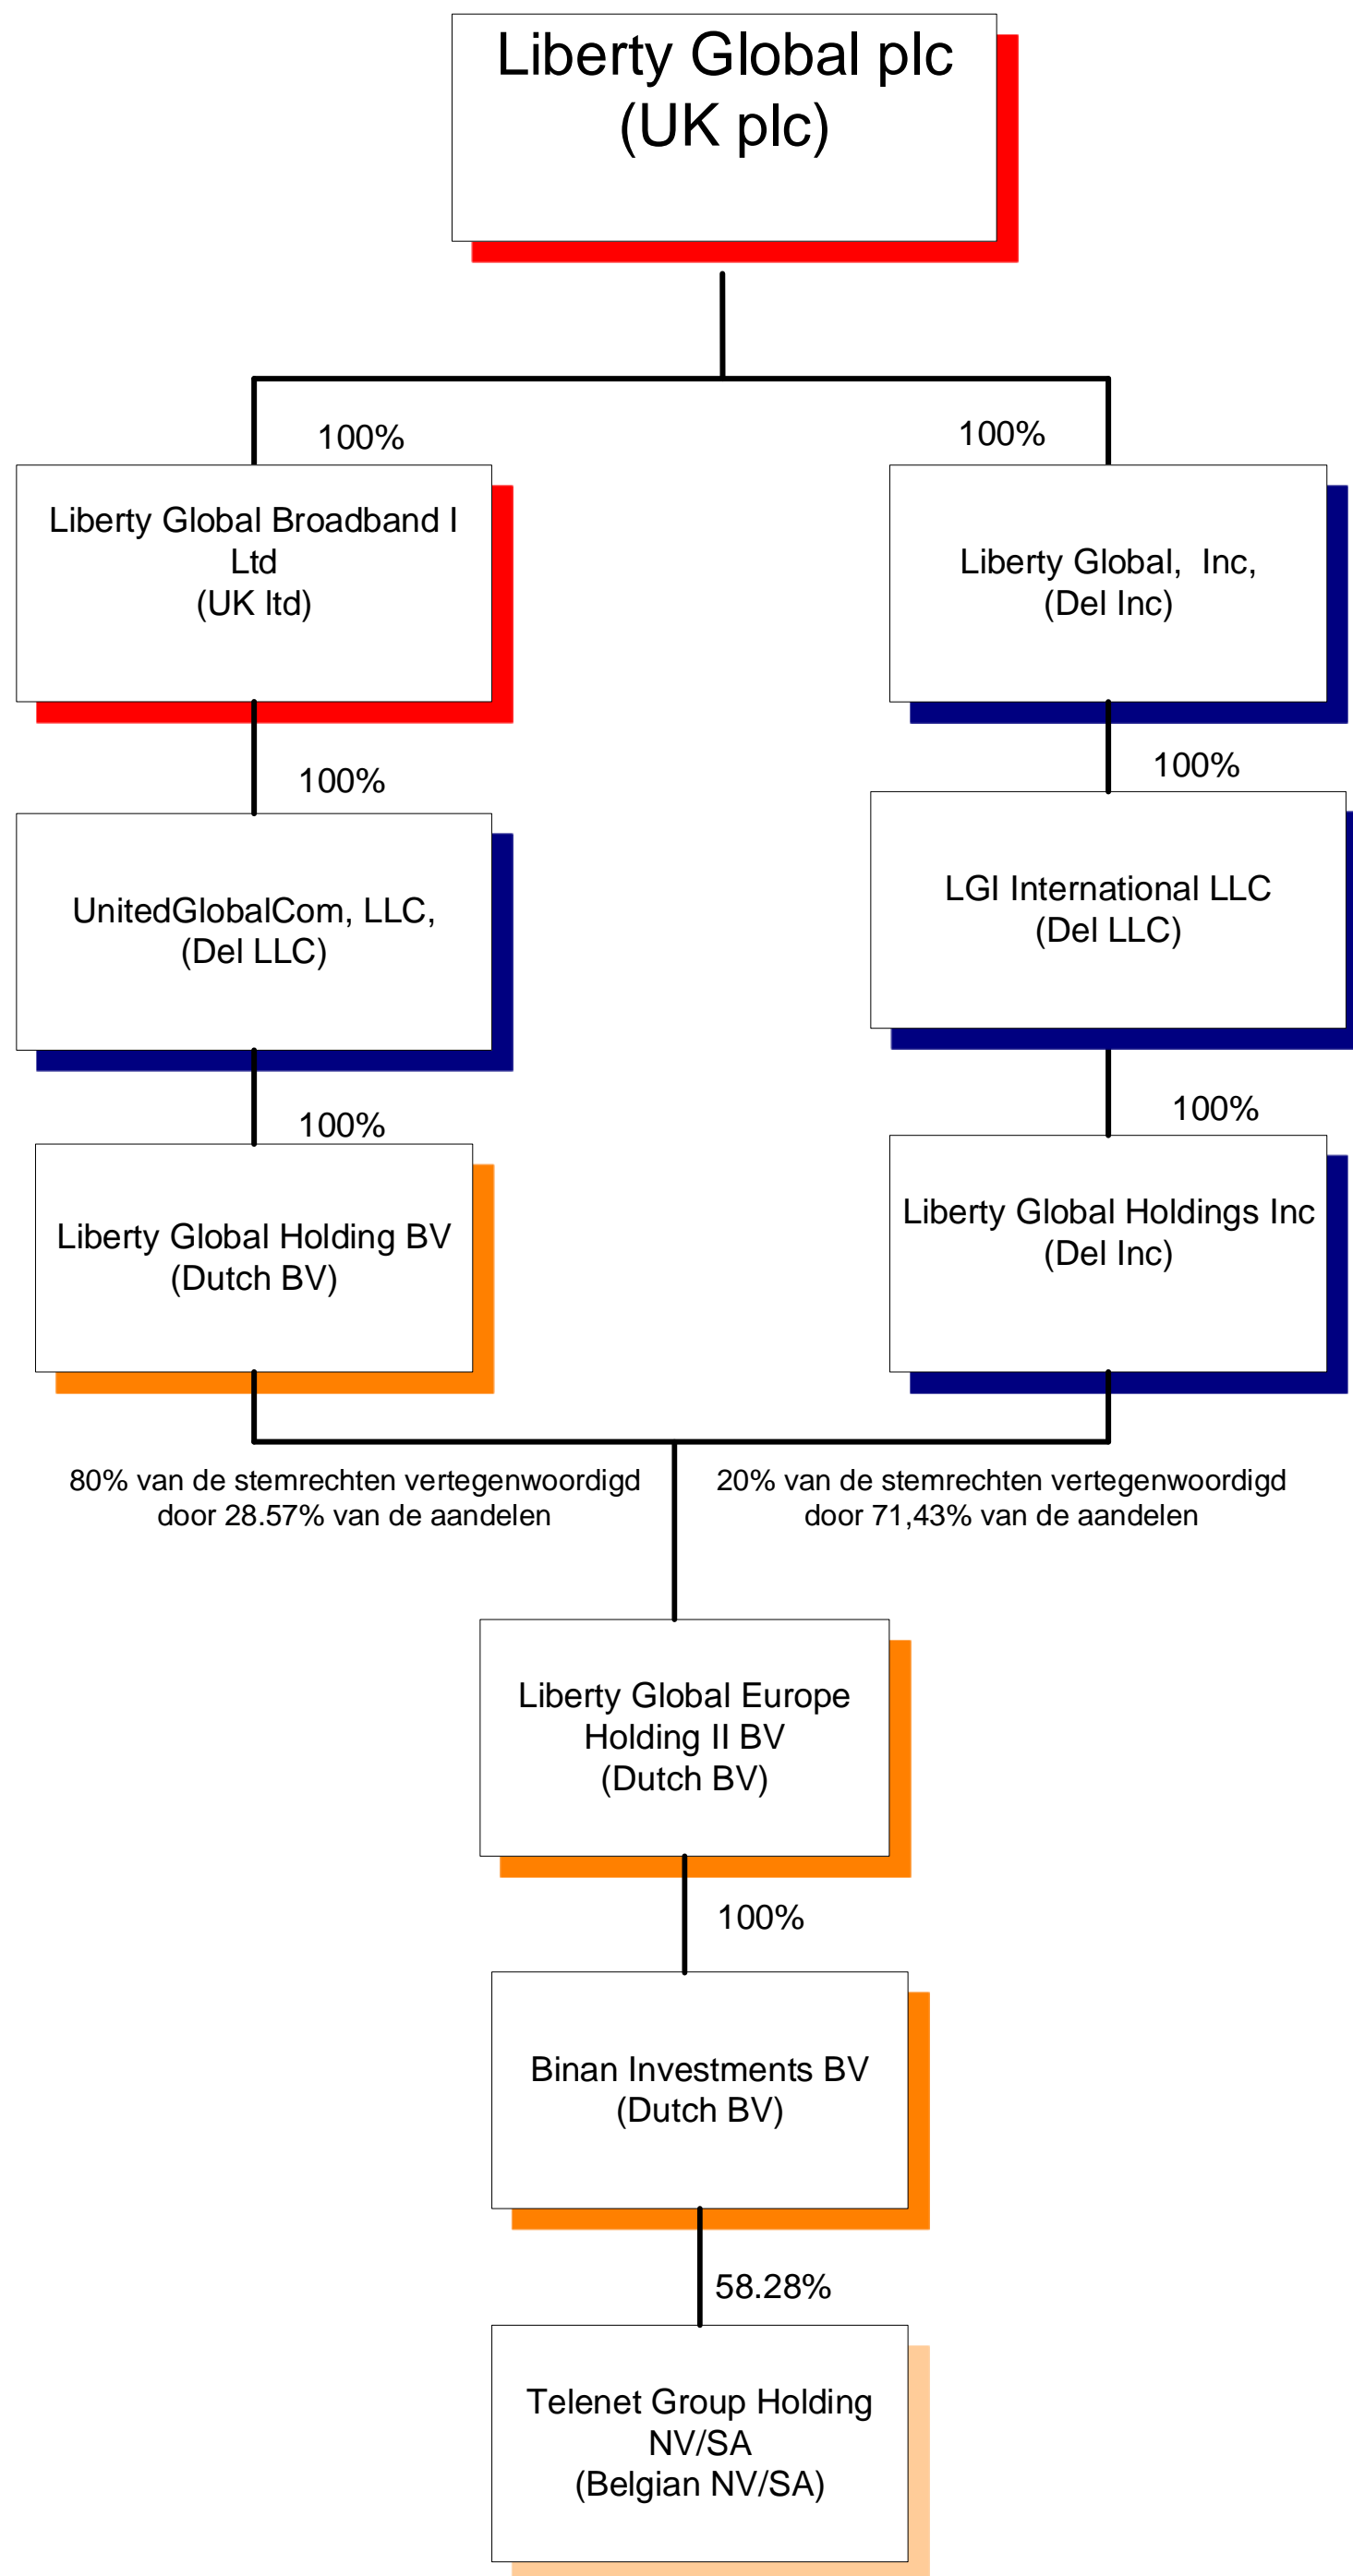 Liberty Global plc
(UK plc)
100%
100%
Liberty Global Broadband I
Ltd
(UK ltd)
Liberty Global,  Inc,
(Del Inc)
100%
100%
UnitedGlobalCom, LLC,
(Del LLC)
LGI International LLC
(Del LLC)
100%
100%
Liberty Global Holding BV
(Dutch BV)
Liberty Global Holdings Inc
(Del Inc)
80% van de stemrechten vertegenwoordigd
door 28.57% van de aandelen
20% van de stemrechten vertegenwoordigd
door 71,43% van de aandelen
Liberty Global Europe
Holding II BV
(Dutch BV)
100%
Binan Investments BV
(Dutch BV)
58.28%
Telenet Group Holding
NV/SA
(Belgian NV/SA)